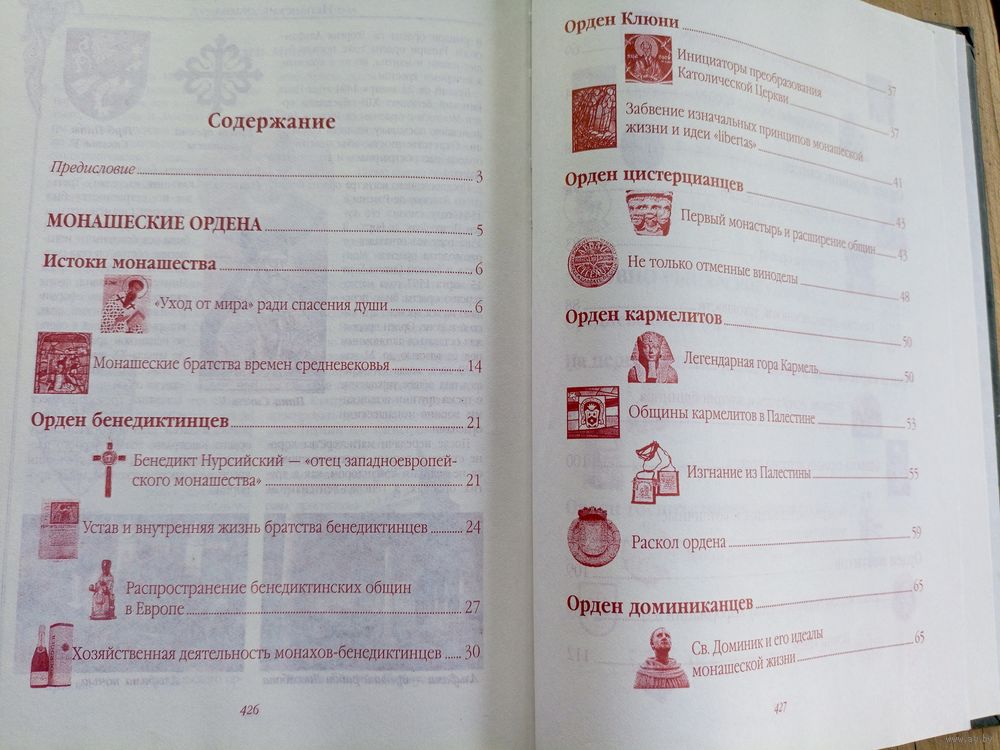 Содержание
Предисловие 3
МОНАШЕСКИЕ ОРДЕНА 5
Истоки монашества 6
«Уход от мира» ради спасения души 6
Монашеские братства времен средневековья 14
Орден бенедиктинцев 21
Бенедикт Нурсийский — «отец западноевропей-
ского монашества» 21
Устав и внутренняя жизнь братства бенедиктинцев 24
Распространение бенедиктинских общин
в Европе 27
Хозяйственная деятельность монахов-бенедиктинцев 30
426
Орден Клюни 37
Инициаторы преобразования
Католической Церкви 37
Забвение изначальных принципов монашеской
жизни и идеи «libertas» 41
Орден цистерцианцев 43
Первый монастырь и расширение общин 43
Не только отменные виноделы 48
Орден кармелитов 50
Легендарная гора Кармель 50
Общины кармелитов в Палестине 53
Изгнание из Палестины 55
Раскол ордена 59
Орден доминиканцев 65
Св. Доминик и его идеалы
монашеской жизни 65
427
www.ay.by